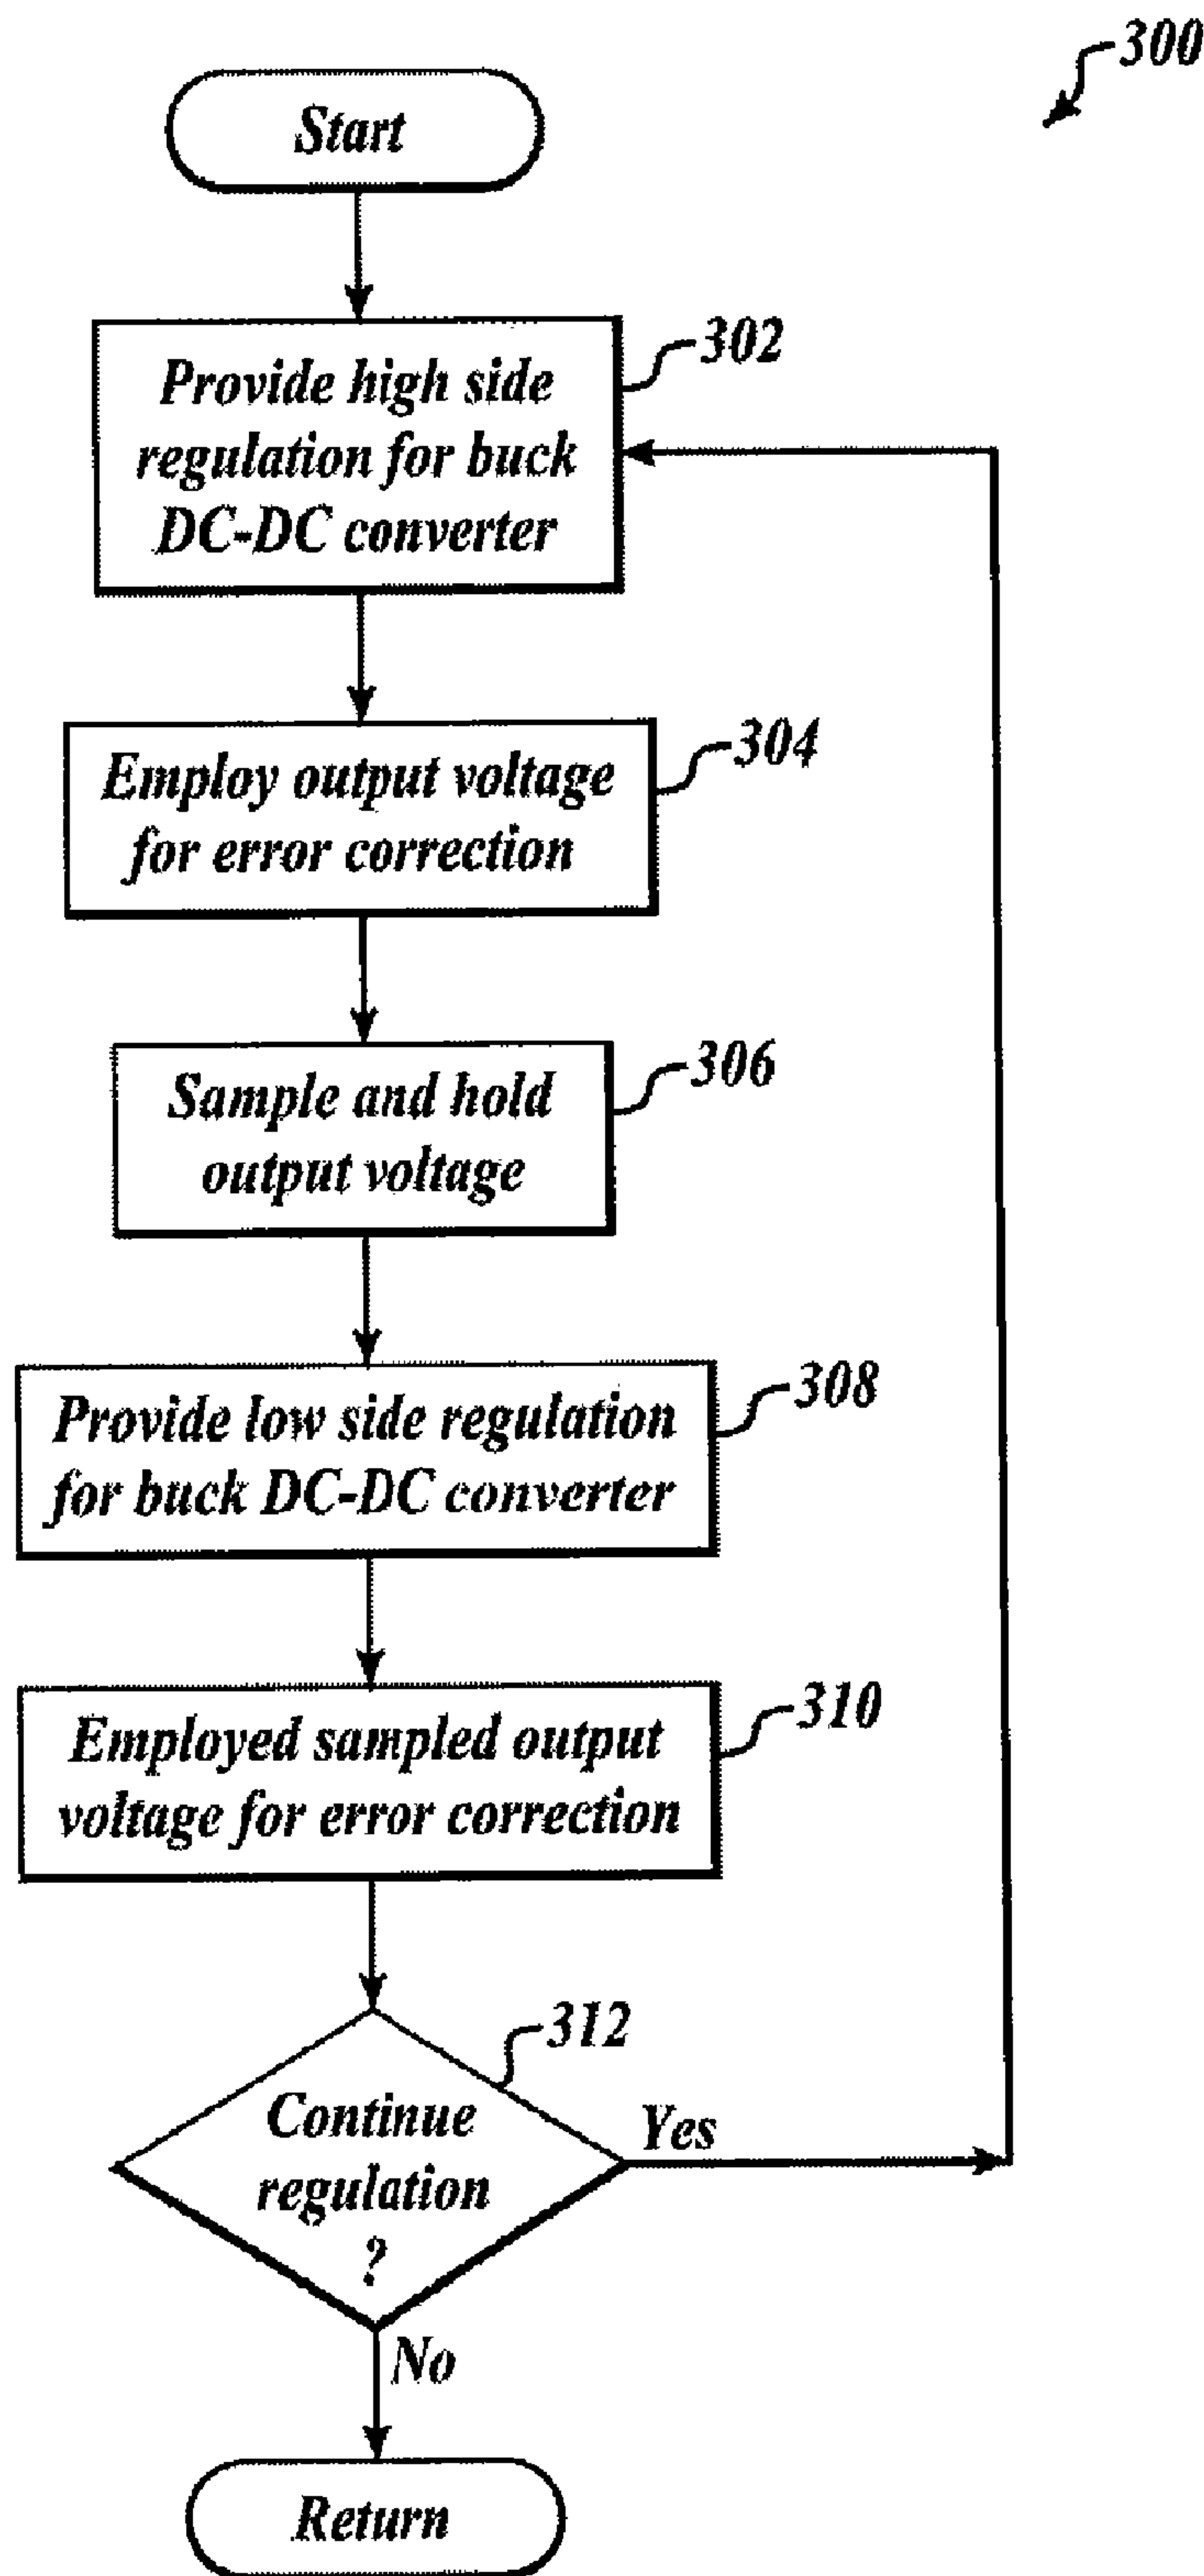 300
Start
302
Provide high side
regulation for buck
DC-DC converter
304
Employ output voltage
for error correction
306
Sample and hold
output voltage
308
Provide low side regulation
for buck DC-DC converter
310
Employed sampled output
voltage for error correction
312
Continue
regulation
?
Yes
No
Return